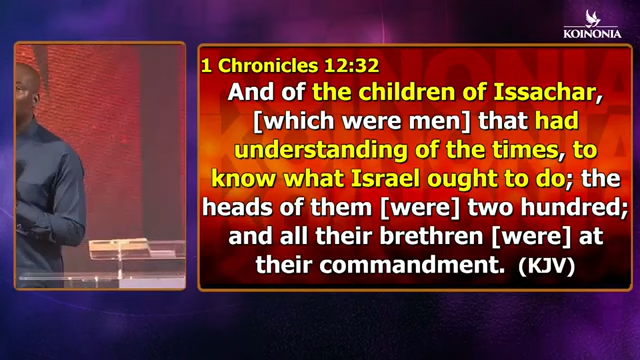 KOINONIA
1 Chronicles 12:32
And of the children of Issachar,
[which were men] that had
understanding of the times, to
know what Israel ought to do; the
heads of them [were] two hundred;
and all their brethren [were] at
their commandment. (KJV)